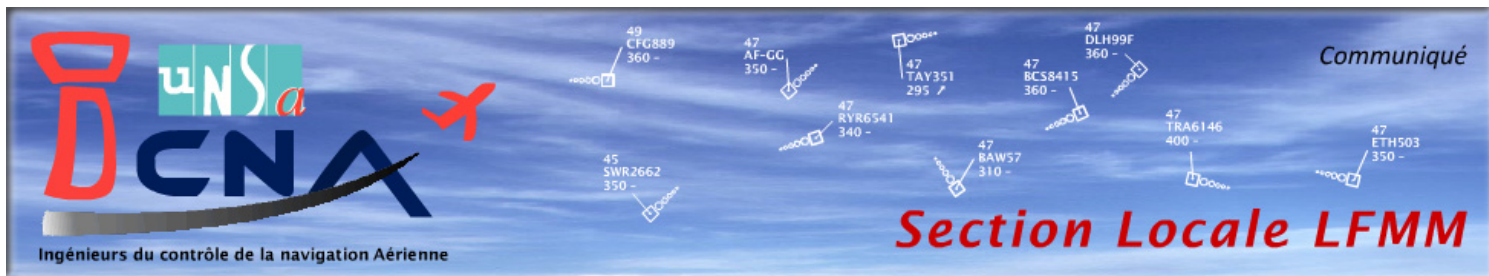 UNSa
ICNA
Ingénieurs du contrôle de la navigation Aérienne
49
CFG889
360 –
47
AF-GG
350 –
47
TAY351
295 ↗
47
DLH99F
360 –
47
BCS8415
360 –
Communiqué
47
RYR6541
340 –
47
TRA6146
400 –
47
ETH503
350 –
45
SWR2662
350 –
47
BAW57
310 –
Section Locale LFMM